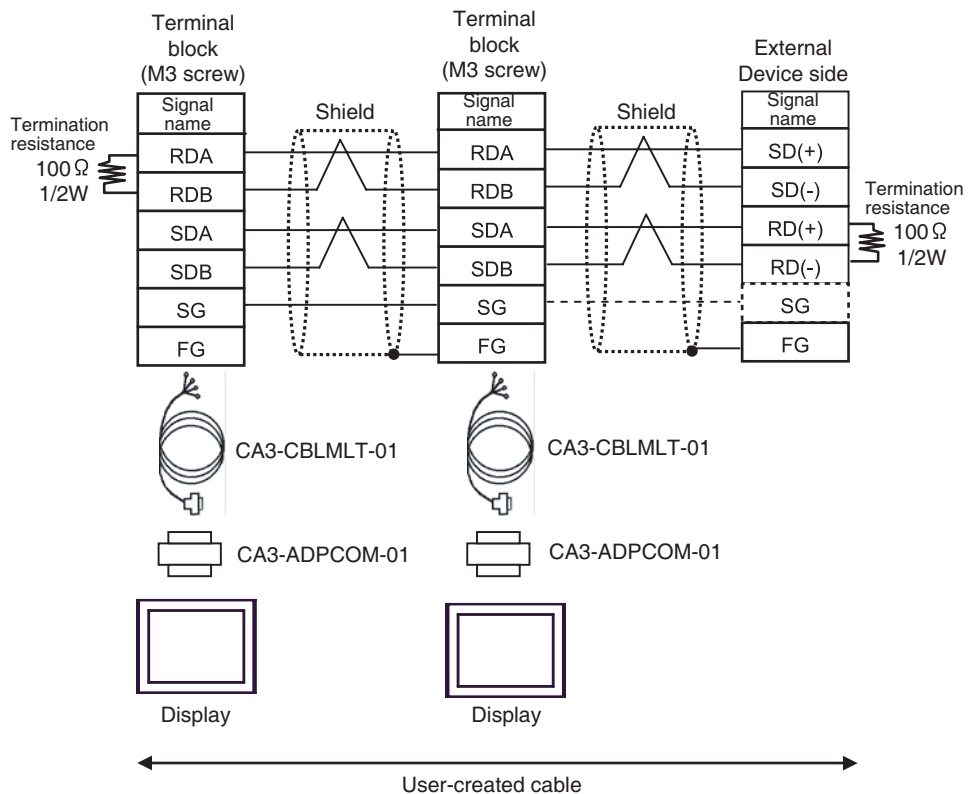 Terminal
block
(M3 screw)
Terminal
block
(M3 screw)
External
Device side
Termination
resistance
100 Ω
1/2W
Signal
name
RDA
RDB
SDA
SDB
SG
FG
Shield
Signal
name
RDA
RDB
SDA
SDB
SG
FG
Shield
Signal
name
SD(+)
SD(-)
RD(+)
RD(-)
SG
FG
Termination
resistance
100 Ω
1/2W
CA3-CBLMLT-01
CA3-CBLMLT-01
CA3-ADPCOM-01
CA3-ADPCOM-01
Display
Display
User-created cable